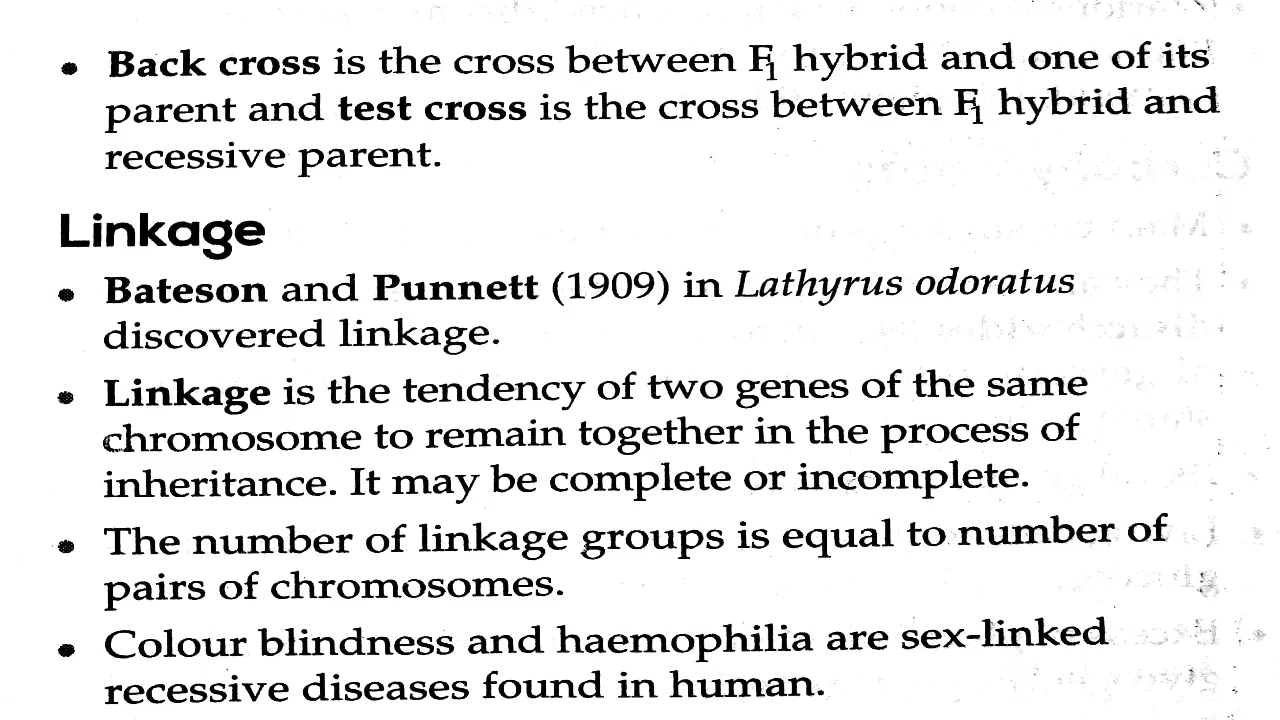 • Back cross is the cross between F₁ hybrid and one of its
parent and test cross is the cross between F₁ hybrid and
recessive parent.
Linkage
• Bateson and Punnett (1909) in Lathyrus odoratus
discovered linkage.
• Linkage is the tendency of two genes of the same
chromosome to remain together in the process of
inheritance. It may be complete or incomplete.
• The number of linkage groups is equal to number of
pairs of chromosomes.
• Colour blindness and haemophilia are sex-linked
recessive diseases found in human.